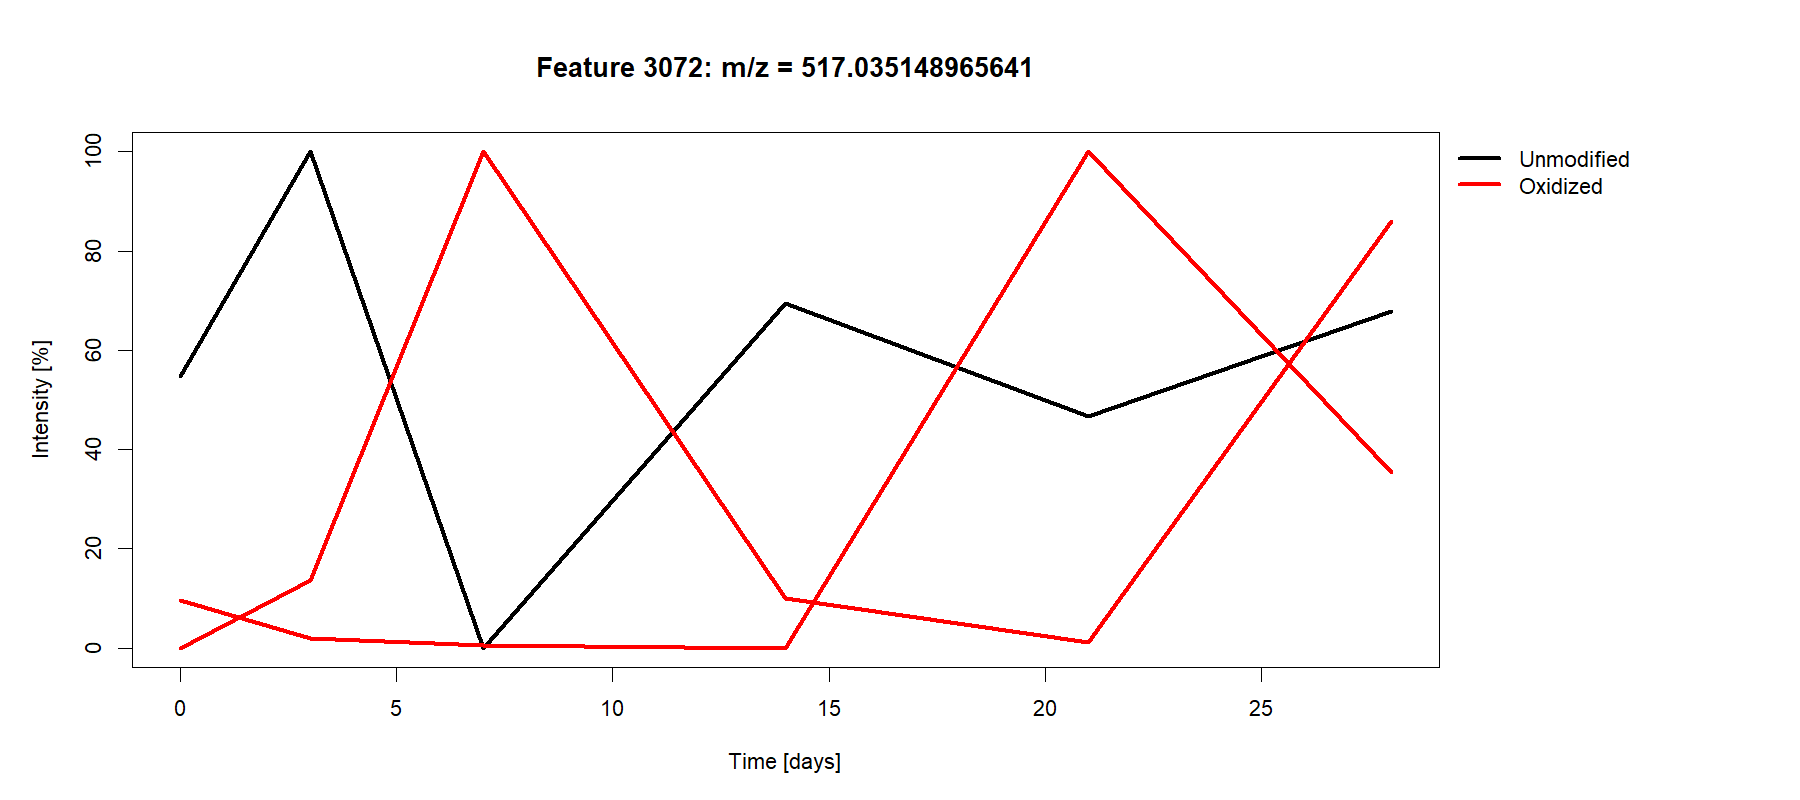 Feature 3072: m/z = 517.035148965641
Unmodified
Oxidized
Intensity [%]
100
80
60
40
20
0
0 5 10 15 20 25
Time [days]